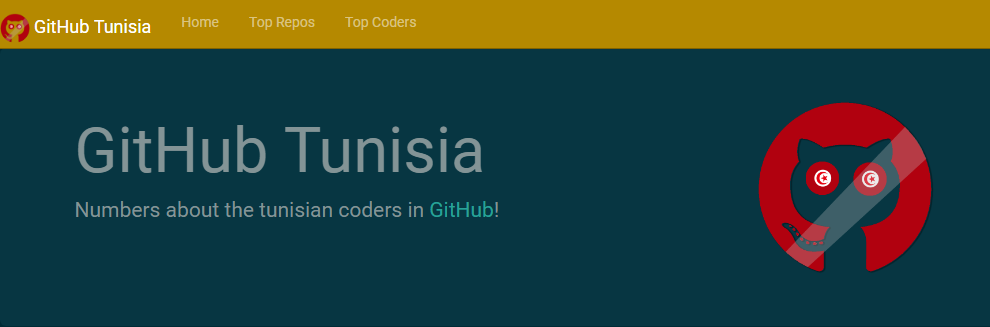 GitHub Tunisia Home Top Repos Top Coders
GitHub Tunisia
Numbers about the tunisian coders in GitHub!